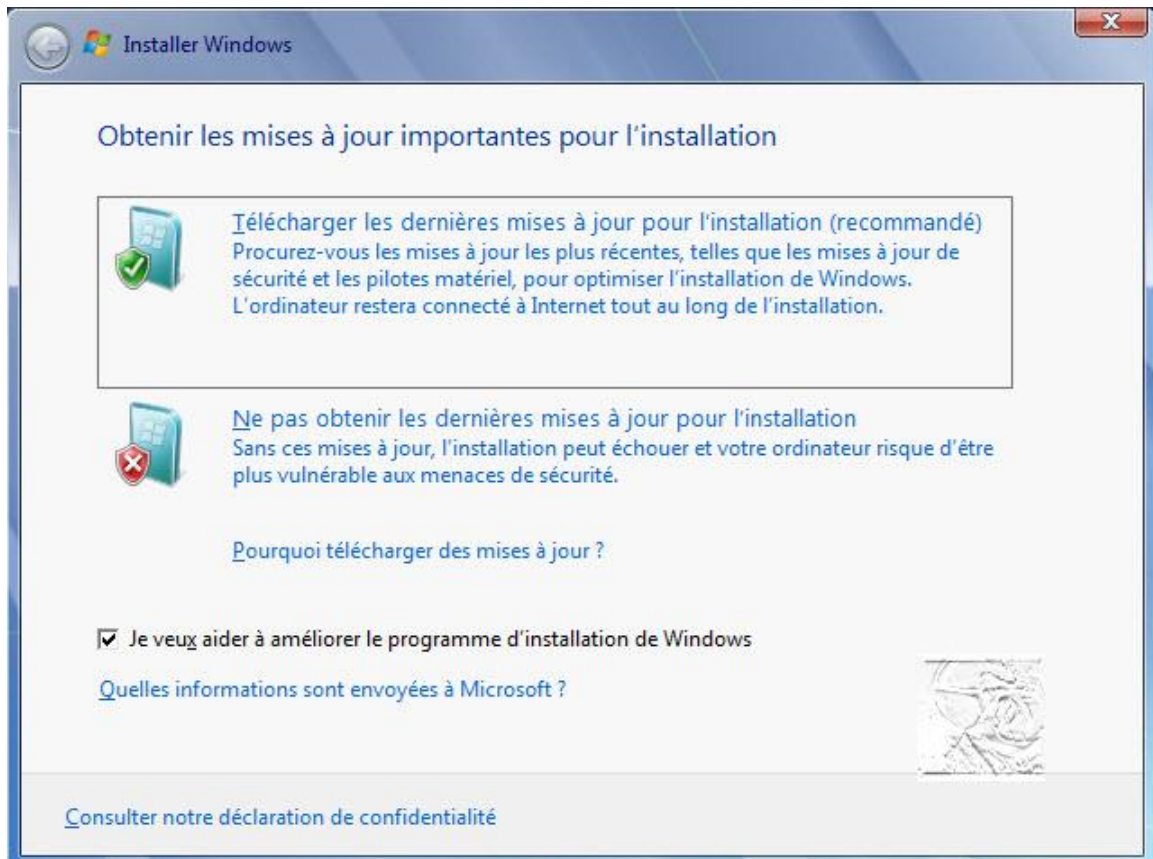 Installer Windows
Obtenir les mises à jour importantes pour l'installation
Télécharger les dernières mises à jour pour l'installation (recommandé)
Procurez-vous les mises à jour les plus récentes, telles que les mises à jour de
sécurité et les pilotes matériel, pour optimiser l'installation de Windows.
L'ordinateur restera connecté à Internet tout au long de l'installation.
Ne pas obtenir les dernières mises à jour pour l'installation
Sans ces mises à jour, l'installation peut échouer et votre ordinateur risque d'être
plus vulnérable aux menaces de sécurité.
Pourquoi télécharger des mises à jour ?
Je veux aider à améliorer le programme d'installation de Windows
Quelles informations sont envoyées à Microsoft ?
Consulter notre déclaration de confidentialité